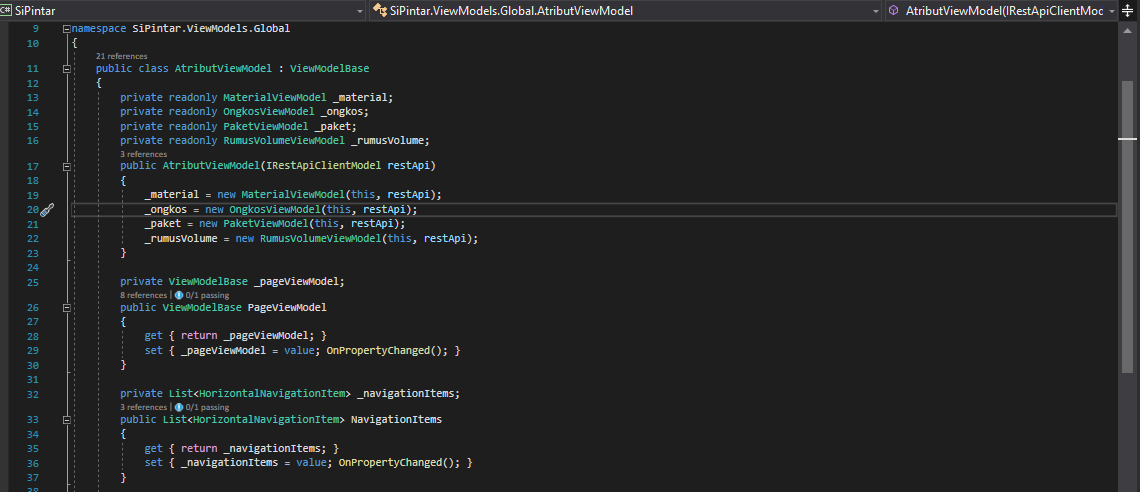 C# SiPintar
SiPintar.ViewModels.Global.AtributViewModel
AtributViewModel(IRestApiClientMod
9 namespace SiPintar.ViewModels.Global
10 {
21 references
11 public class AtributViewModel : ViewModelBase
12 {
13 private readonly MaterialViewModel _material;
14 private readonly OngkosViewModel _ongkos;
15 private readonly PaketViewModel _paket;
16 private readonly RumusVolumeViewModel _rumusVolume;
3 references
17 public AtributViewModel(IRestApiClientModel restApi)
18 {
19 _material = new MaterialViewModel(this, restApi);
20 _ongkos = new OngkosViewModel(this, restApi);
21 _paket = new PaketViewModel(this, restApi);
22 _rumusVolume = new RumusVolumeViewModel(this, restApi);
23 }
24
25 private ViewModelBase _pageViewModel;
8 references | 0/1 passing
26 public ViewModelBase PageViewModel
27 {
28 get { return _pageViewModel; }
29 set { _pageViewModel = value; OnPropertyChanged(); }
30 }
31
32 private List<HorizontalNavigationItem> _navigationItems;
3 references | 0/1 passing
33 public List<HorizontalNavigationItem> NavigationItems
34 {
35 get { return _navigationItems; }
36 set { _navigationItems = value; OnPropertyChanged(); }
37 }
38